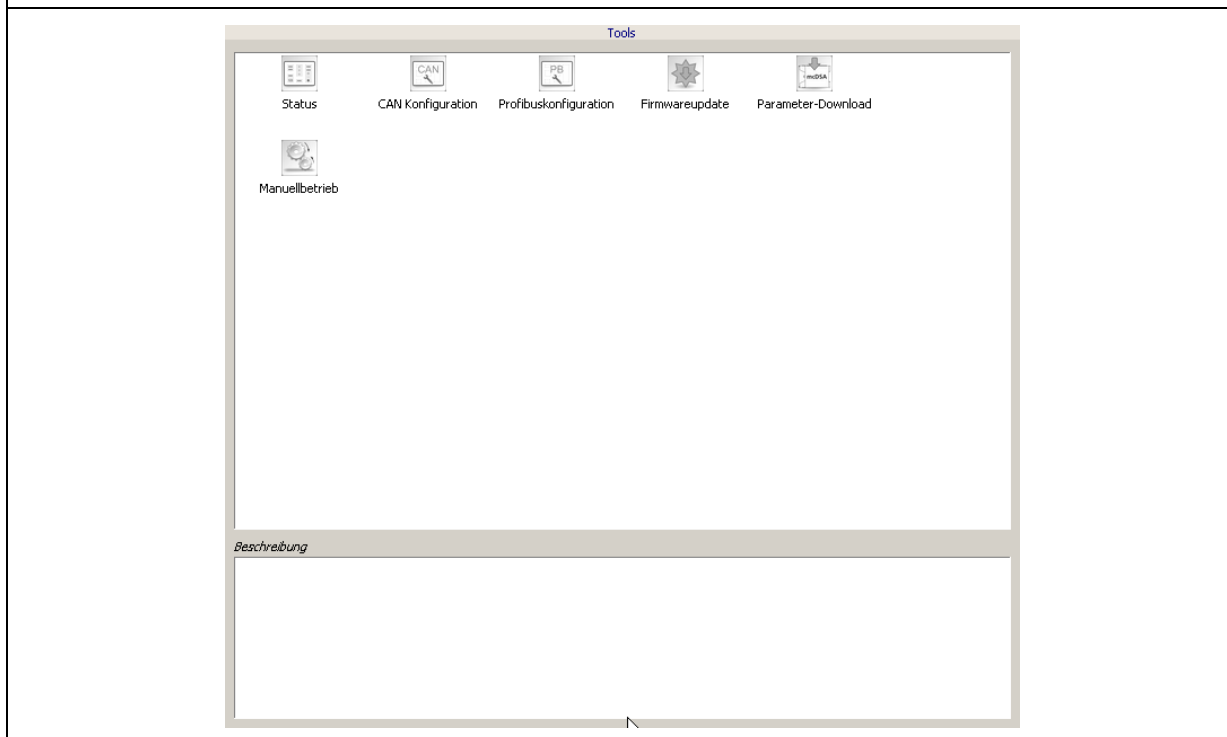 Tools
CAN
PB
mcDSA
Status
CAN Konfiguration
Profibuskonfiguration
Firmwareupdate
Parameter-Download
Manuellbetrieb
Beschreibung